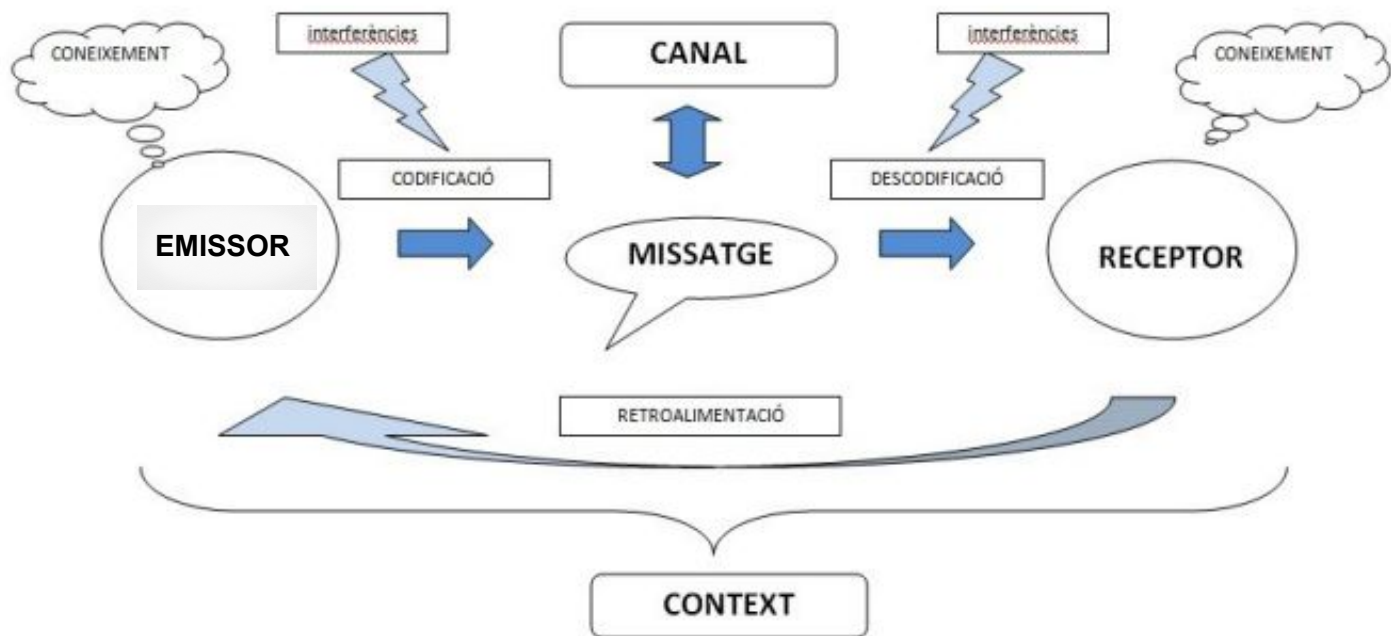 interferències
interferències
CONEIXEMENT
CANAL
CONEIXEMENT
CODIFICACIÓ
DESCODIFICACIÓ
EMISSOR
MISSATGE
RECEPTOR
RETROALIMENTACIÓ
CONTEXT